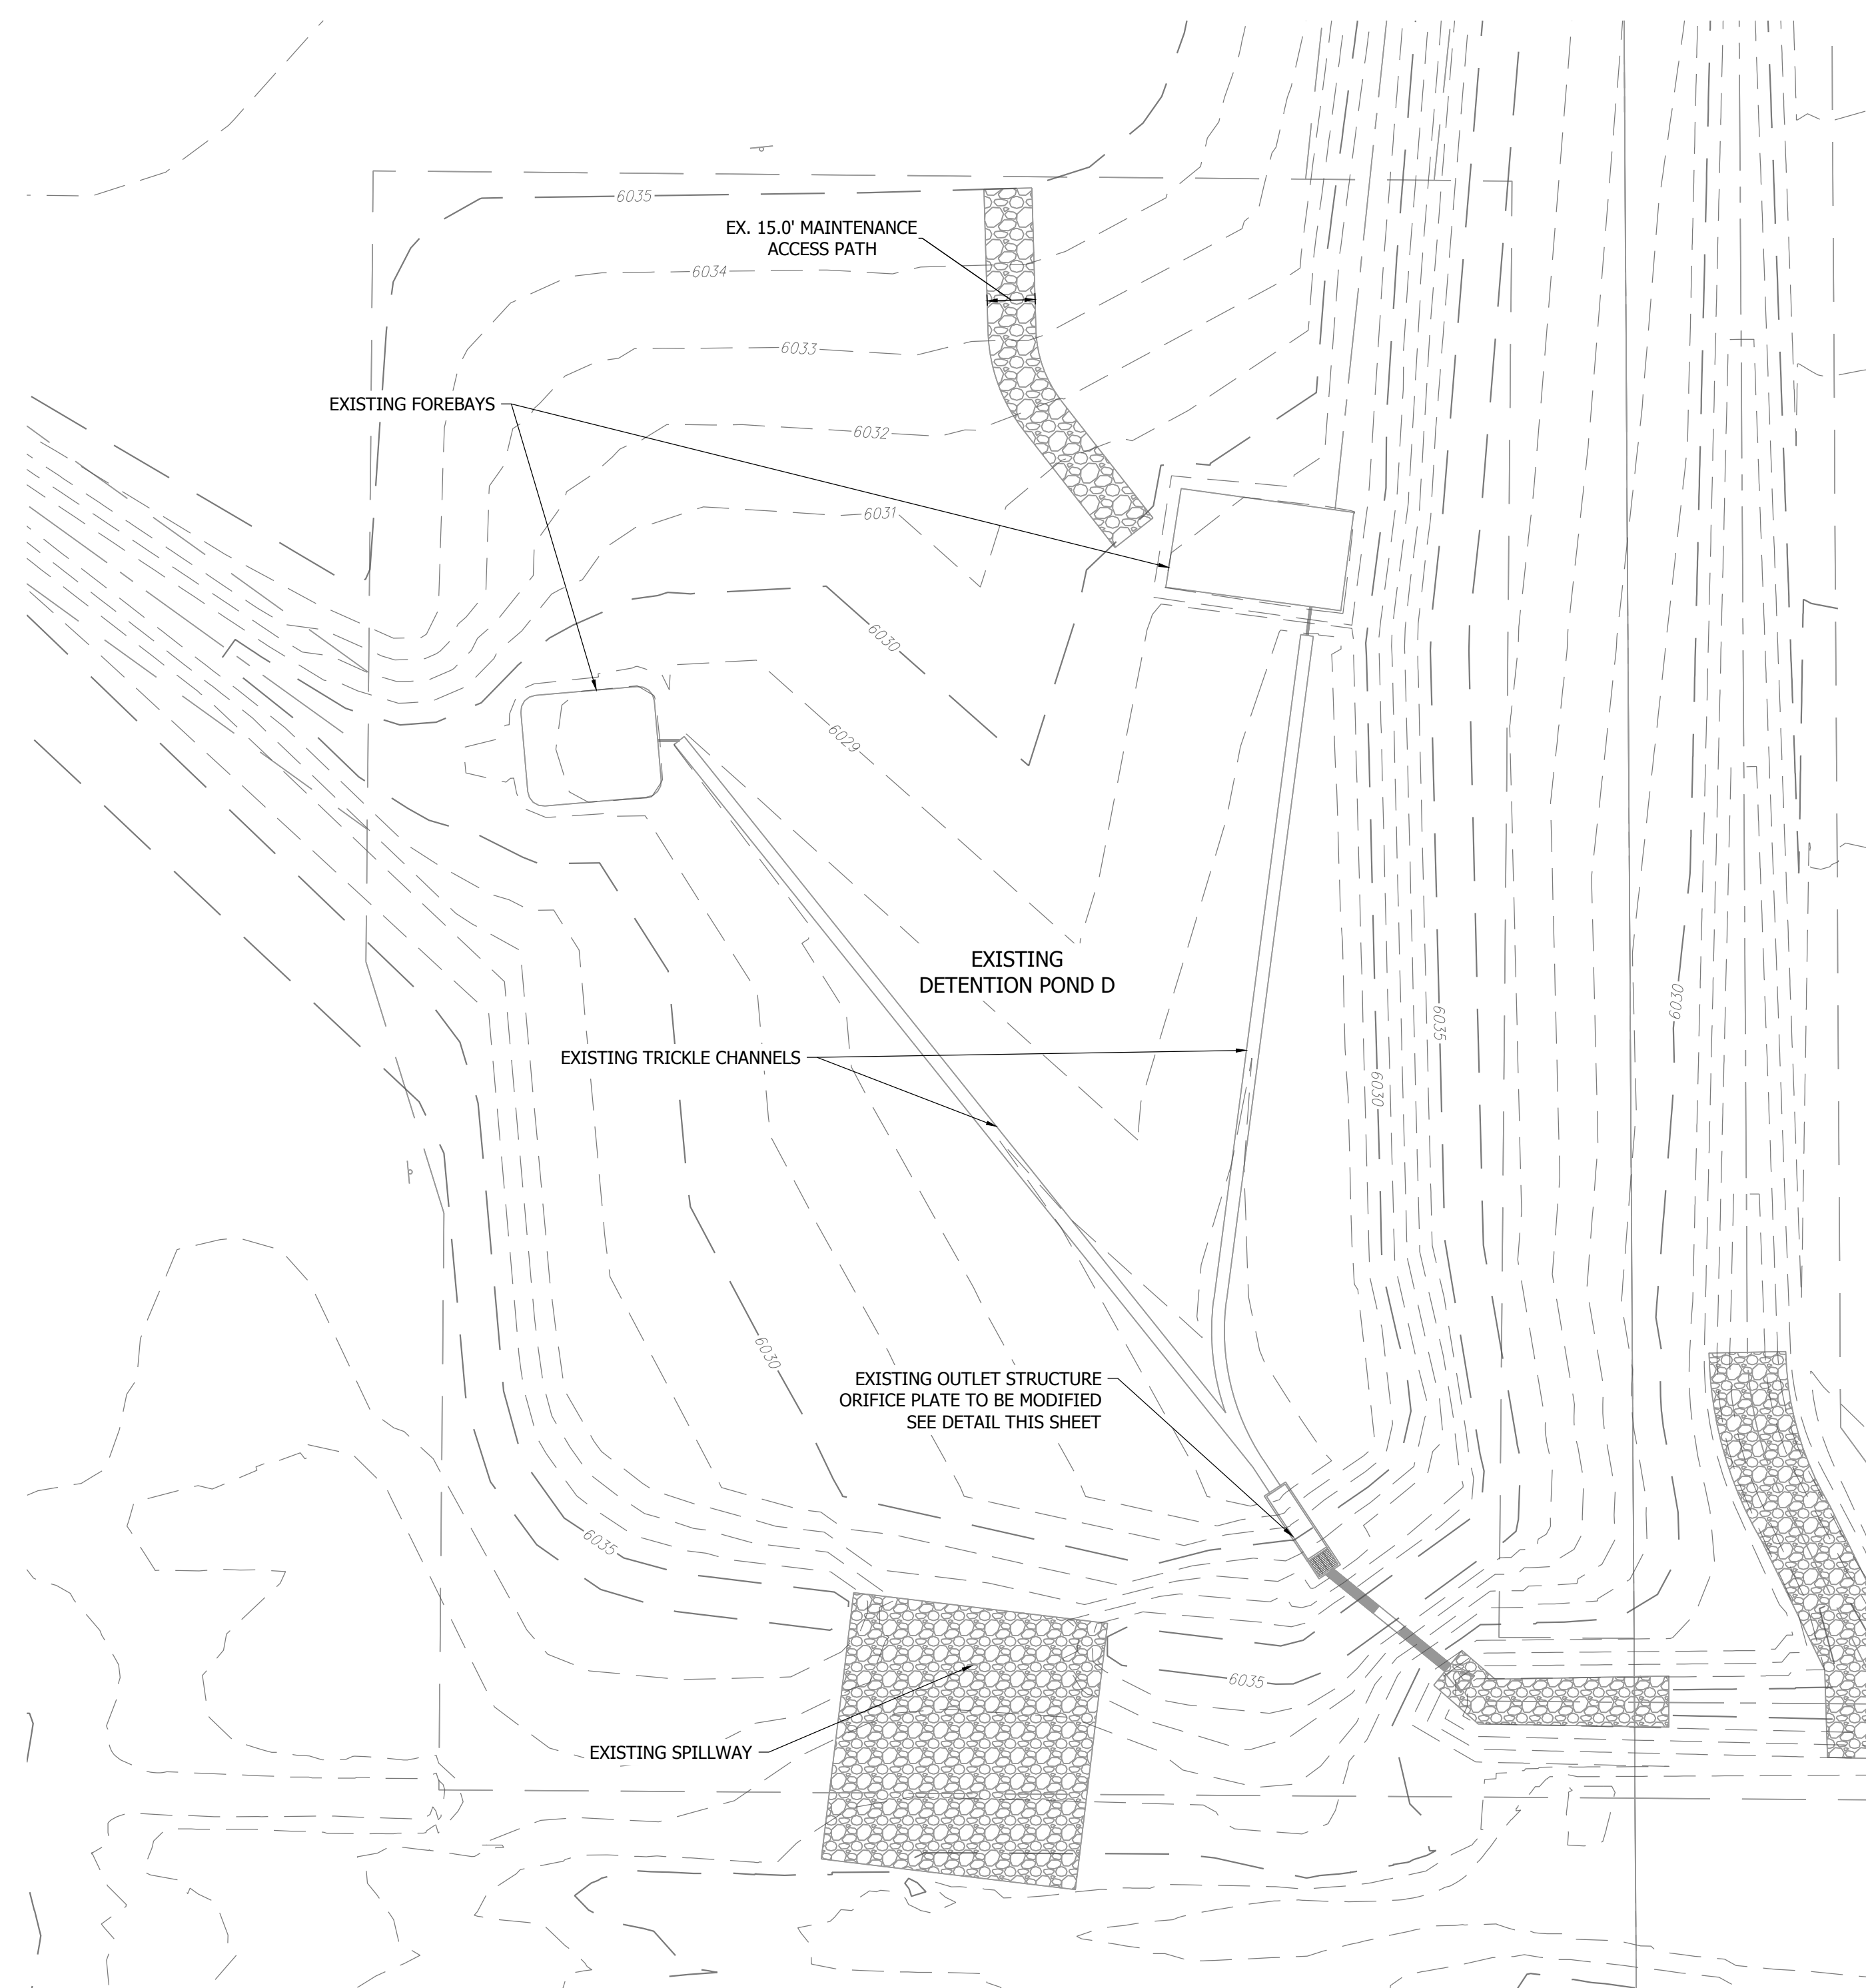 6035
EX. 15.0' MAINTENANCE
ACCESS PATH
6034
6033
EXISTING FOREBAYS
6032
6031
6030
6029
EXISTING
DETENTION POND D
6030
6035
EXISTING TRICKLE CHANNELS
6030
6030
EXISTING OUTLET STRUCTURE
ORIFICE PLATE TO BE MODIFIED
SEE DETAIL THIS SHEET
6035
6035
EXISTING SPILLWAY